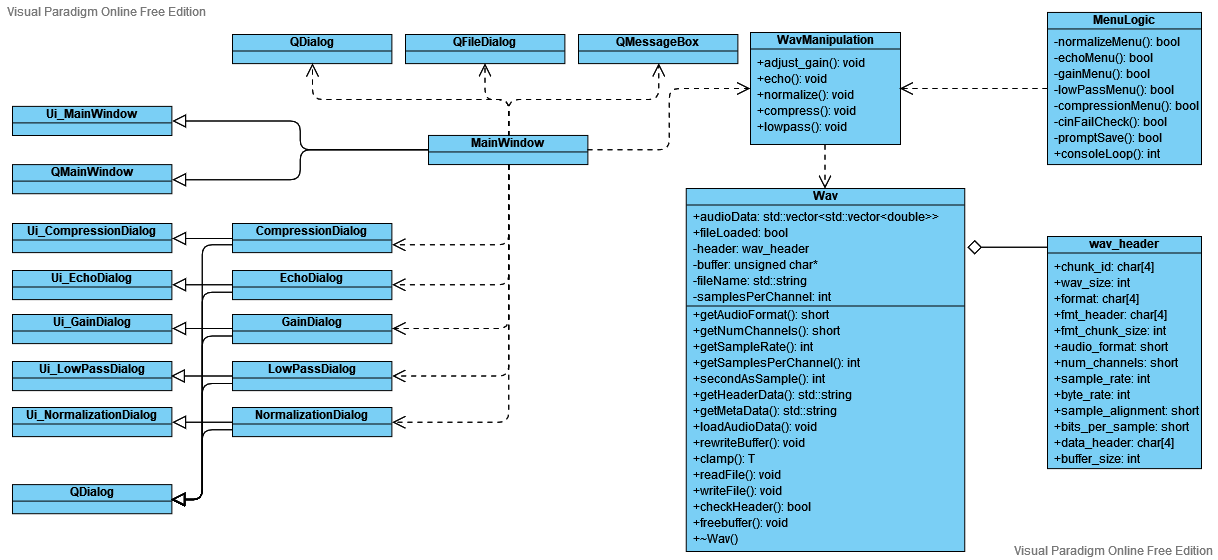 Visual Paradigm Online Free Edition
QDialog
QFileDialog
QMessageBox
WavManipulation
+adjust_gain(): void
+echo(): void
+normalize(): void
+compress(): void
+lowpass(): void
MenuLogic
-normalizeMenu(): bool
-echoMenu(): bool
-gainMenu(): bool
-lowPassMenu(): bool
-compressionMenu(): bool
-cinFailCheck(): bool
-promptSave(): bool
+consoleLoop(): int
Ui_MainWindow
QMainWindow
MainWindow
Ui_CompressionDialog
CompressionDialog
Ui_EchoDialog
EchoDialog
Ui_GainDialog
GainDialog
Ui_LowPassDialog
LowPassDialog
Ui_NormalizationDialog
NormalizationDialog
QDialog
Wav
+audioData: std::vector<std::vector<double>>
+fileLoaded: bool
-header: wav_header
-buffer: unsigned char*
-fileName: std::string
-samplesPerChannel: int
+getAudioFormat(): short
+getNumChannels(): short
+getSampleRate(): int
+getSamplesPerChannel(): int
+secondAsSample(): int
+getHeaderData(): std::string
+getMetaData(): std::string
+loadAudioData(): void
+rewriteBuffer(): void
+clamp(): T
+readFile(): void
+writeFile(): void
+checkHeader(): bool
+freebuffer(): void
+~Wav()
wav_header
+chunk_id: char[4]
+wav_size: int
+format: char[4]
+fmt_header: char[4]
+fmt_chunk_size: int
+audio_format: short
+num_channels: short
+sample_rate: int
+byte_rate: int
+sample_alignment: short
+bits_per_sample: short
+data_header: char[4]
+buffer_size: int
Visual Paradigm Online Free Edition